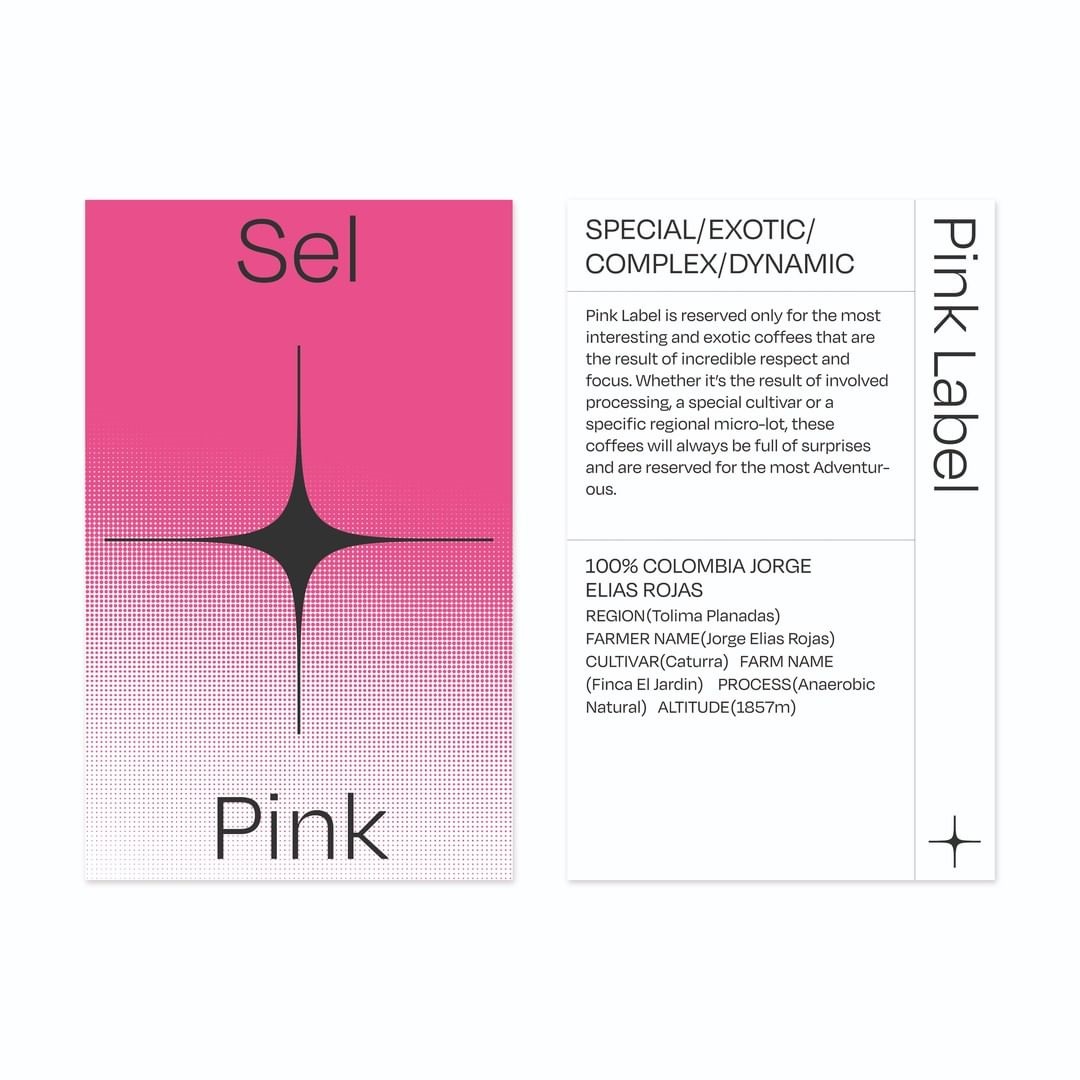 Sel
Pink
SPECIAL/EXOTIC/
COMPLEX/DYNAMIC
Pink Label is reserved only for the most
interesting and exotic coffees that are
the result of incredible respect and
focus. Whether it’s the result of involved
processing, a special cultivar or a
specific regional micro-lot, these
coffees will always be full of surprises
and are reserved for the most Adventur-
ous.
100% COLOMBIA JORGE
ELIAS ROJAS
REGION(Tolima Planadas)
FARMER NAME(Jorge Elias Rojas)
CULTIVAR(Caturra) FARM NAME
(Finca El Jardin) PROCESS(Anaerobic
Natural) ALTITUDE(1857m)
Pink Label